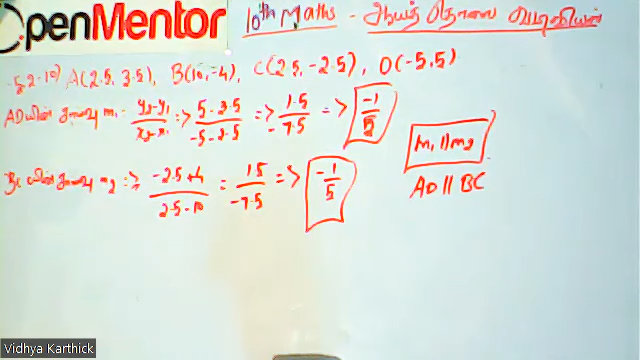 OpenMentor 10th Maths - ஆயத்தொலை வடிவியல்
5.2-10) A(2.5, 3.5), B(10, -4), C(2.5, -2.5), D(-5,5)
AD யின் சாய்வு m₁ = y₂-y₁/x₂-x₁ => 5-3.5/-5-2.5 => 1.5/-7.5 => -1/5
m₁ || m₂
BC யின் சாய்வு m₂ => -2.5+4/2.5-10 = 1.5/-7.5 => -1/5
AD || BC
Vidhya Karthick